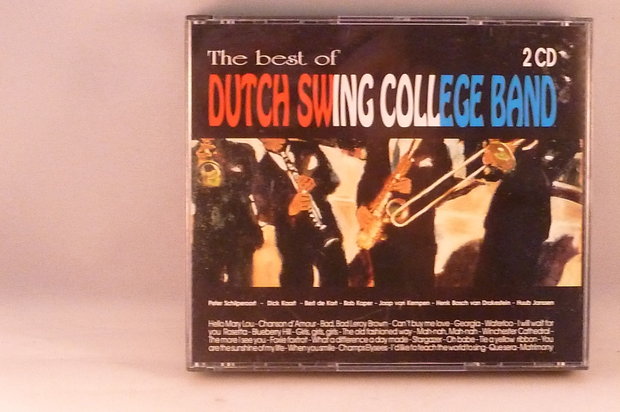 The best of
2 CD
DUTCH SWING COLLEGE BAND
Peter Schilperoort - Dick Kaart - Bert de Kort - Bob Kaper - Jaap van Kempen - Henk Bosch van Drakestein - Huub Janssen
Hello Mary Lou - Chanson d'Amour - Bad, Bad Leroy Brown - Can't buy me love - Georgia - Waterloo - I will wait for
you Rosetta - Blueberry Hill - Girls, girls, girls - The old fashioned way - Mah-nah, Mah-nah - Winchester Cathedral -
The more I see you - Foxie foxtrot - What a difference a day made - Stargazer - Oh-pato - Tie a yellow ribbon - You
are the sunshine of my life - When you smile - Champs Elysees - I'd like to teach the world to sing - Que sera - Matrimony